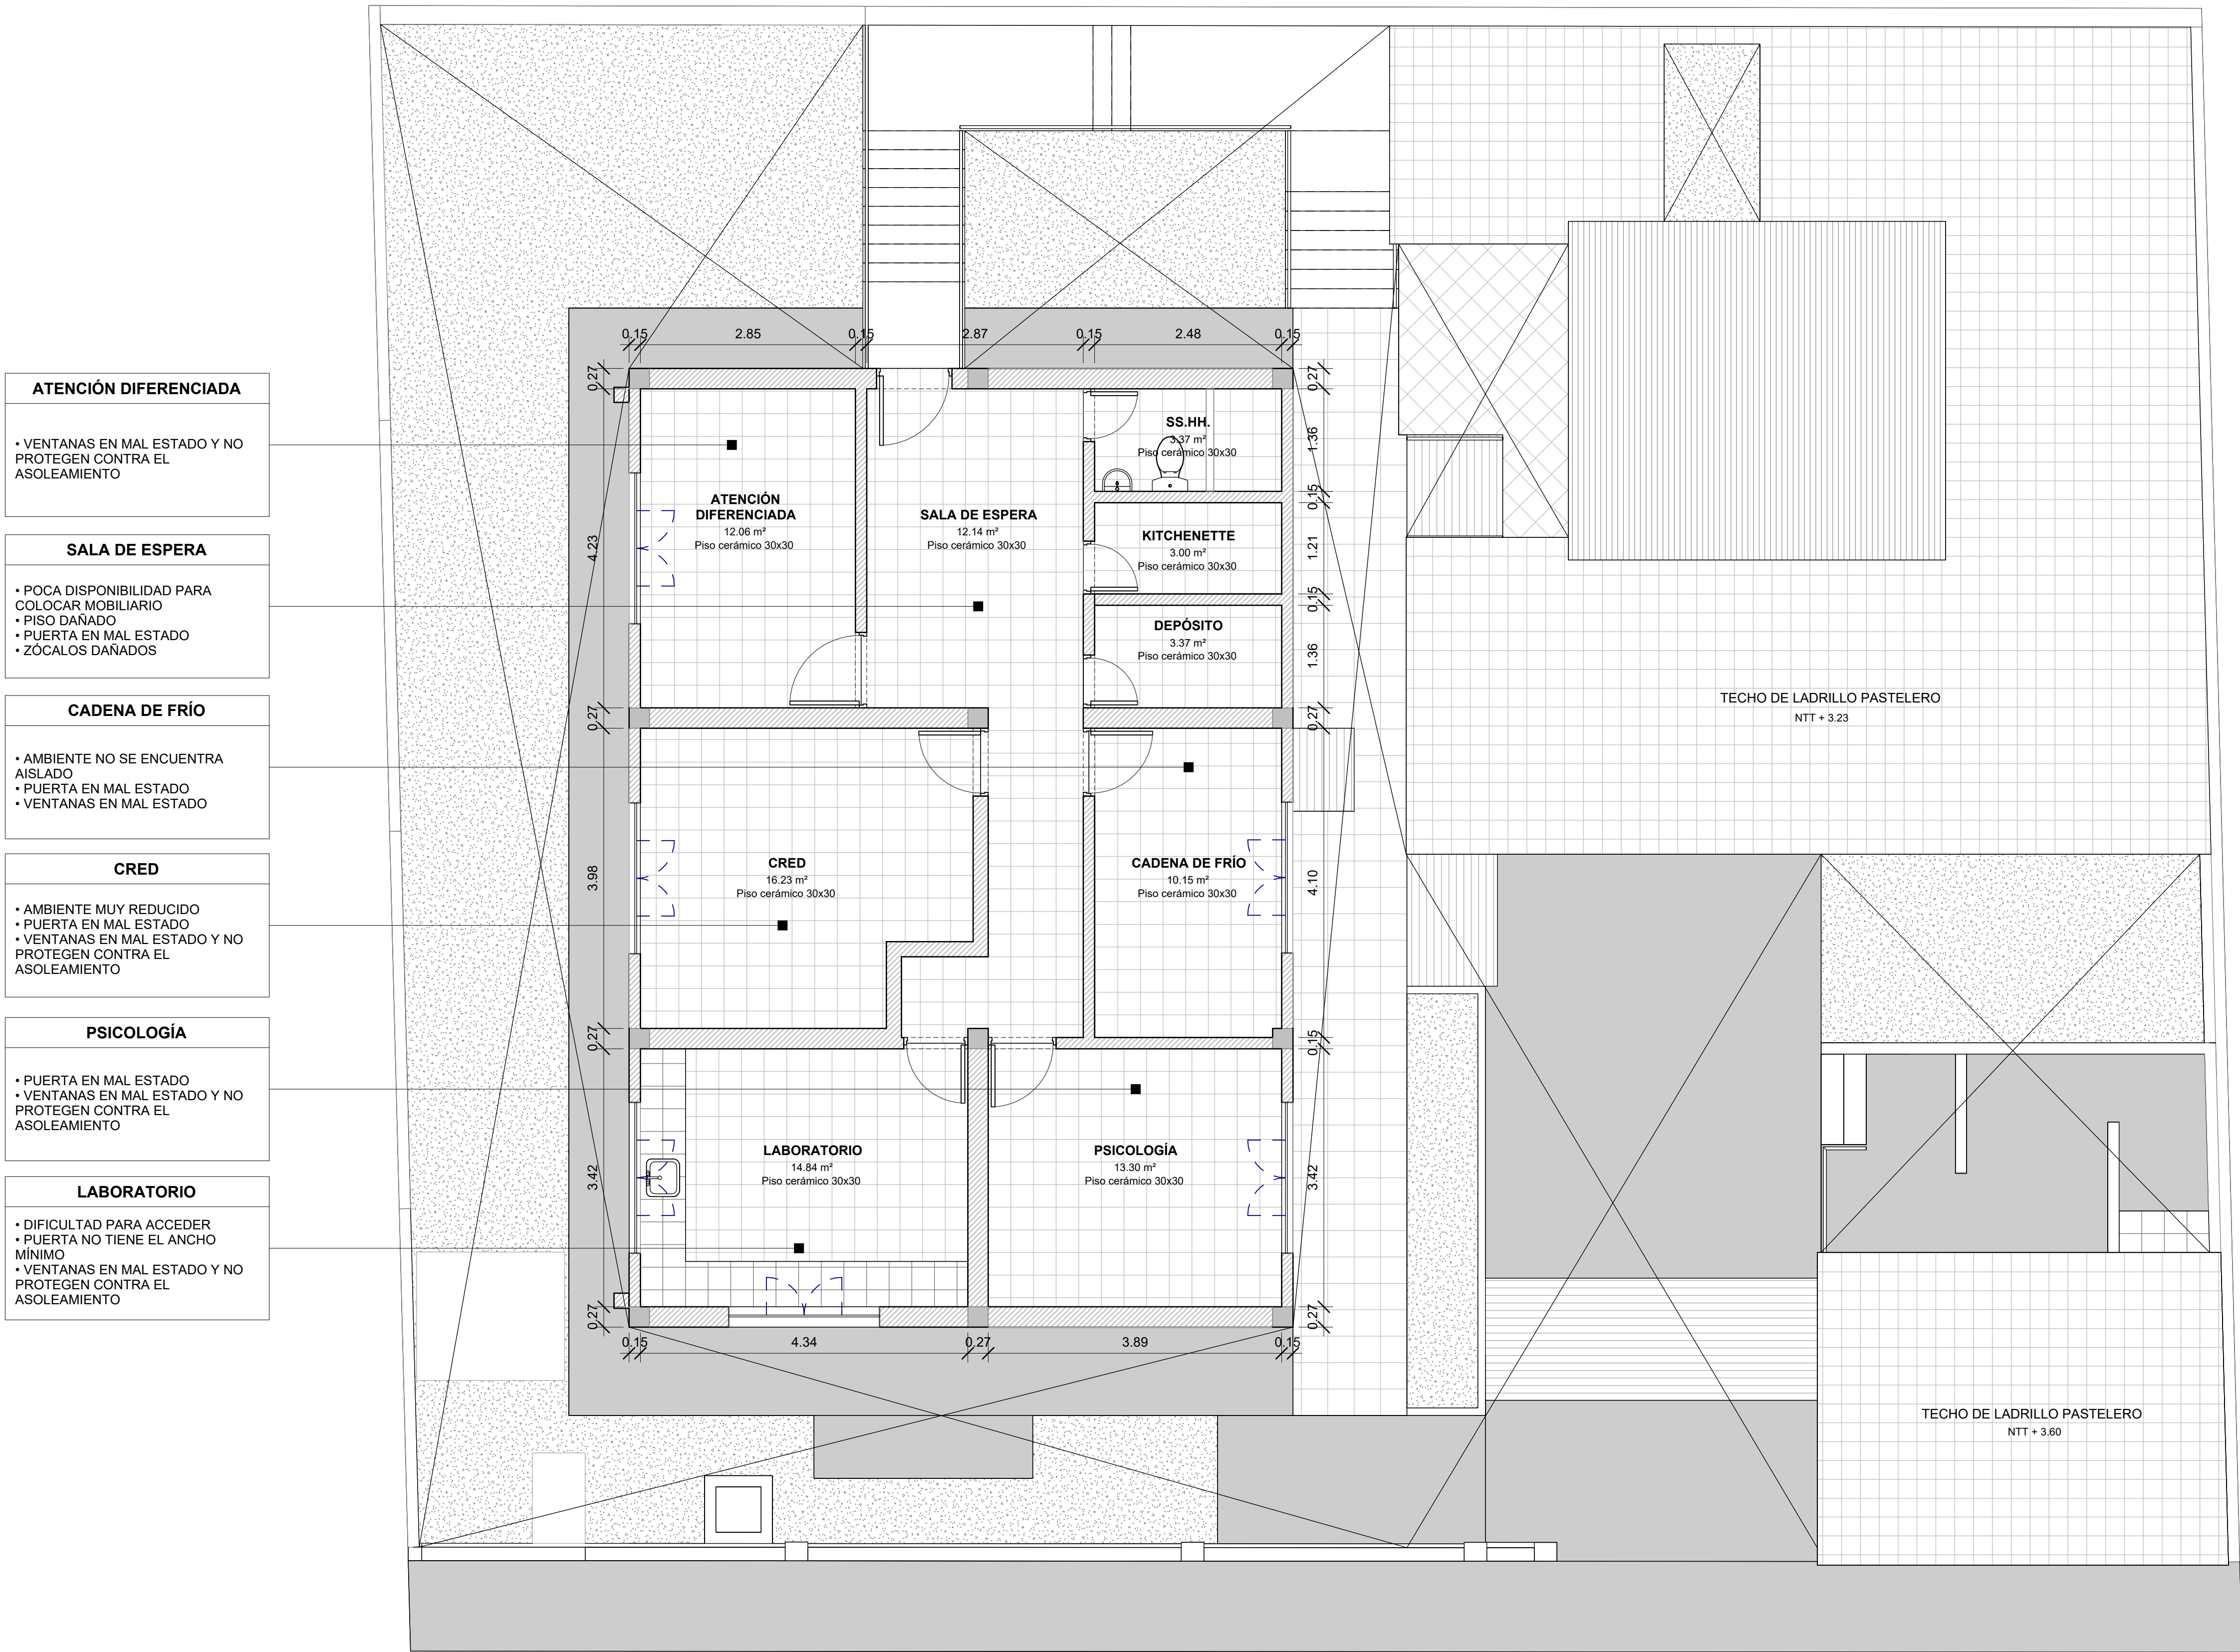 ATENCIÓN DIFERENCIADA
• VENTANAS EN MAL ESTADO Y NO
PROTEGEN CONTRA EL
ASOLEAMIENTO
SALA DE ESPERA
• POCA DISPONIBILIDAD PARA
COLOCAR MOBILIARIO
• PISO DAÑADO
• PUERTA EN MAL ESTADO
• ZÓCALOS DAÑADOS
CADENA DE FRÍO
• AMBIENTE NO SE ENCUENTRA
AISLADO
• PUERTA EN MAL ESTADO
• VENTANAS EN MAL ESTADO
CRED
• AMBIENTE MUY REDUCIDO
• PUERTA EN MAL ESTADO
• VENTANAS EN MAL ESTADO Y NO
PROTEGEN CONTRA EL
ASOLEAMIENTO
PSICOLOGÍA
• PUERTA EN MAL ESTADO
• VENTANAS EN MAL ESTADO Y NO
PROTEGEN CONTRA EL
ASOLEAMIENTO
LABORATORIO
• DIFICULTAD PARA ACCEDER
• PUERTA NO TIENE EL ANCHO
MÍNIMO
• VENTANAS EN MAL ESTADO Y NO
PROTEGEN CONTRA EL
ASOLEAMIENTO
0.15 2.85 0.15 2.87 0.15 2.48 0.15
0.27
4.23
0.27
3.98
0.27
3.42
0.27
ATENCIÓN
DIFERENCIADA
12.06 m²
Piso cerámico 30x30
SALA DE ESPERA
12.14 m²
Piso cerámico 30x30
SS.HH.
3.37 m²
Piso cerámico 30x30
KITCHENETTE
3.00 m²
Piso cerámico 30x30
DEPÓSITO
3.37 m²
Piso cerámico 30x30
CRED
16.23 m²
Piso cerámico 30x30
CADENA DE FRÍO
10.15 m²
Piso cerámico 30x30
LABORATORIO
14.84 m²
Piso cerámico 30x30
PSICOLOGÍA
13.30 m²
Piso cerámico 30x30
0.27
1.36
0.15
1.21
0.15
1.36
0.27
4.10
0.15
3.42
0.27
0.15 4.34 0.27 3.89 0.15
TECHO DE LADRILLO PASTELERO
NTT + 3.23
TECHO DE LADRILLO PASTELERO
NTT + 3.60